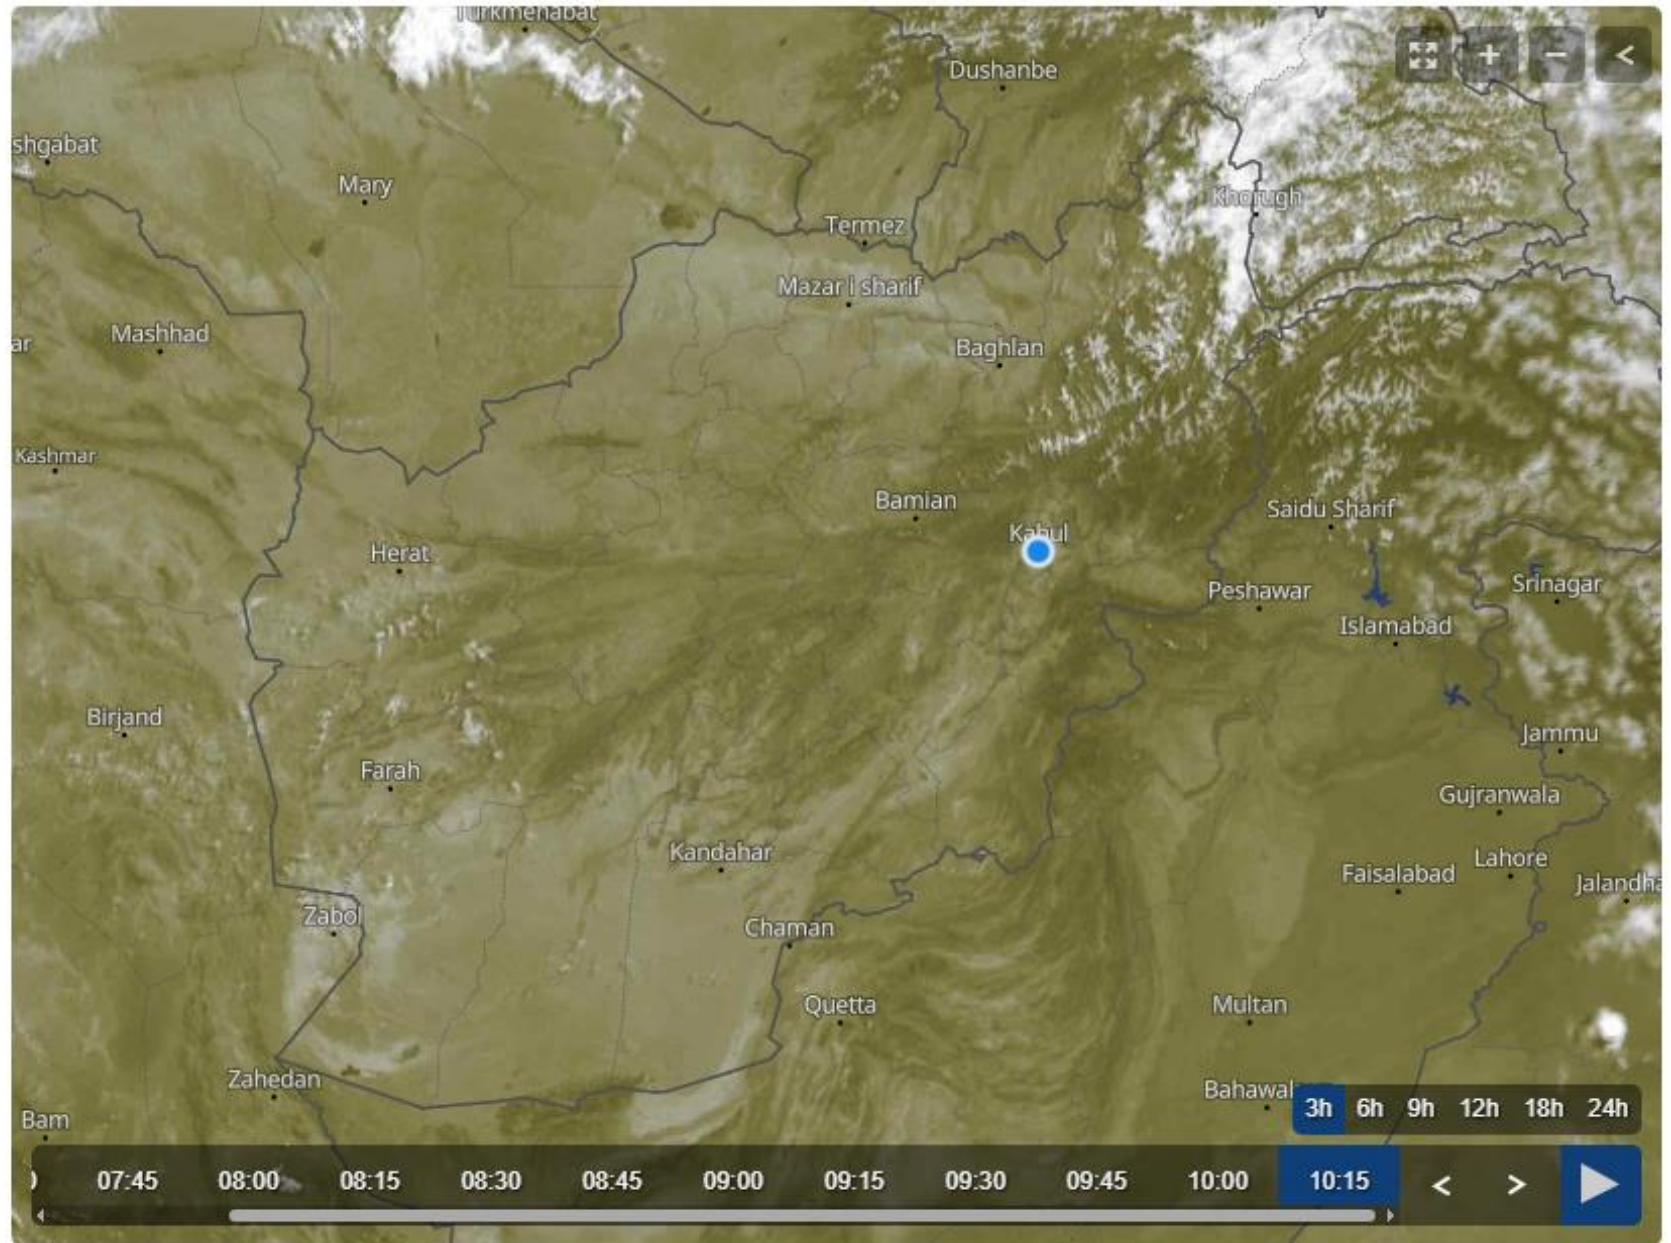 Turkmenabat
Dushanbe
shgabat
Mary
Khorugh
Termez
Mazar I sharif
Mashhad
ar
Baghlan
Kashmar
Bamian
Saidu Sharif
Kabul
Herat
Peshawar
Srinagar
Islamabad
Birjand
Jammu
Farah
Gujranwala
Kandahar
Lahore
Faisalabad
Jalandha
Zabol
Chaman
Quetta
Multan
Zahedan
Bahawal
3h 6h 9h 12h 18h 24h
Bam
07:45 08:00 08:15 08:30 08:45 09:00 09:15 09:30 09:45 10:00 10:15 < >